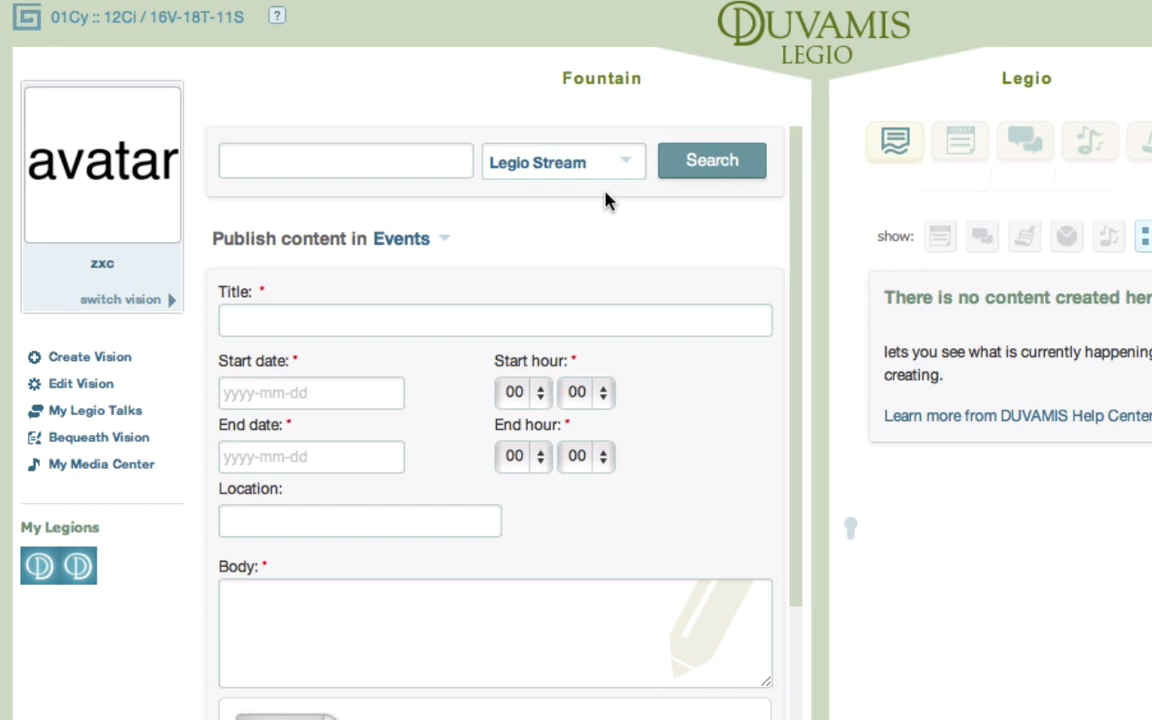 01Cy :: 12Ci / 16V-18T-11S ?
DUVAMIS
LEGIO
Fountain
Legio
avatar
zxc
switch vision
Create Vision
Edit Vision
My Legio Talks
Bequeath Vision
My Media Center
My Legions
Legio Stream
Search
Publish content in Events
Title: *
Start date: *
Start hour: *
yyyy-mm-dd
00 00
End date: *
End hour: *
yyyy-mm-dd
00 00
Location:
Body: *
show:
There is no content created her
lets you see what is currently happening
creating.
Learn more from DUVAMIS Help Center